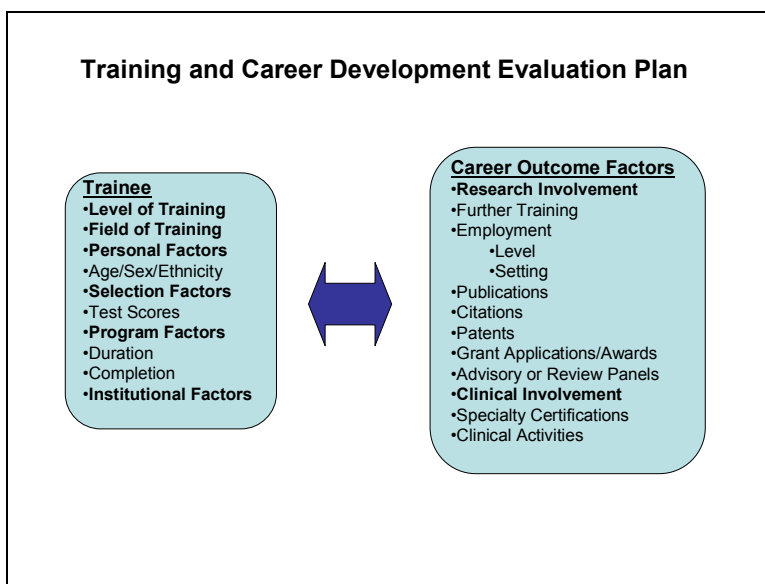 Training and Career Development Evaluation Plan
Trainee
•Level of Training
•Field of Training
•Personal Factors
•Age/Sex/Ethnicity
•Selection Factors
•Test Scores
•Program Factors
•Duration
•Completion
•Institutional Factors
Career Outcome Factors
•Research Involvement
•Further Training
•Employment
•Level
•Setting
•Publications
•Citations
•Patents
•Grant Applications/Awards
•Advisory or Review Panels
•Clinical Involvement
•Specialty Certifications
•Clinical Activities